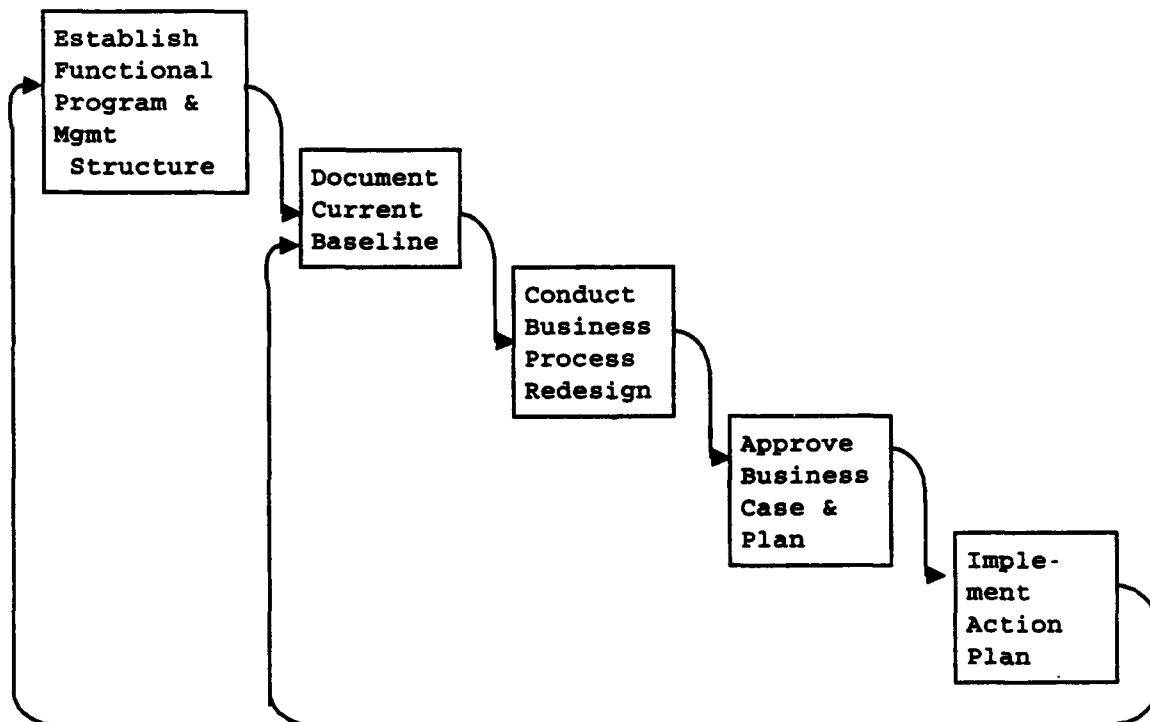 Establish
Functional
Program &
Mgmt
Structure
Document
Current
Baseline
Conduct
Business
Process
Redesign
Approve
Business
Case &
Plan
Imple-
ment
Action
Plan